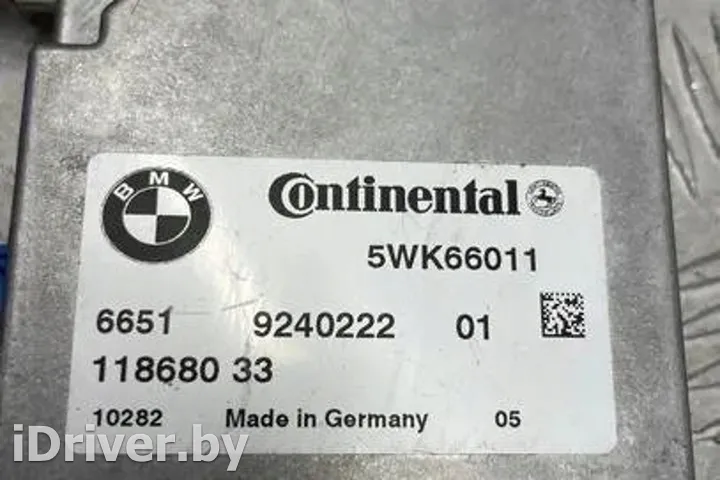 BMW
Continental
5WK66011
6651 9240222 01
118680 33
10282 Made in Germany 05
iDriver.by